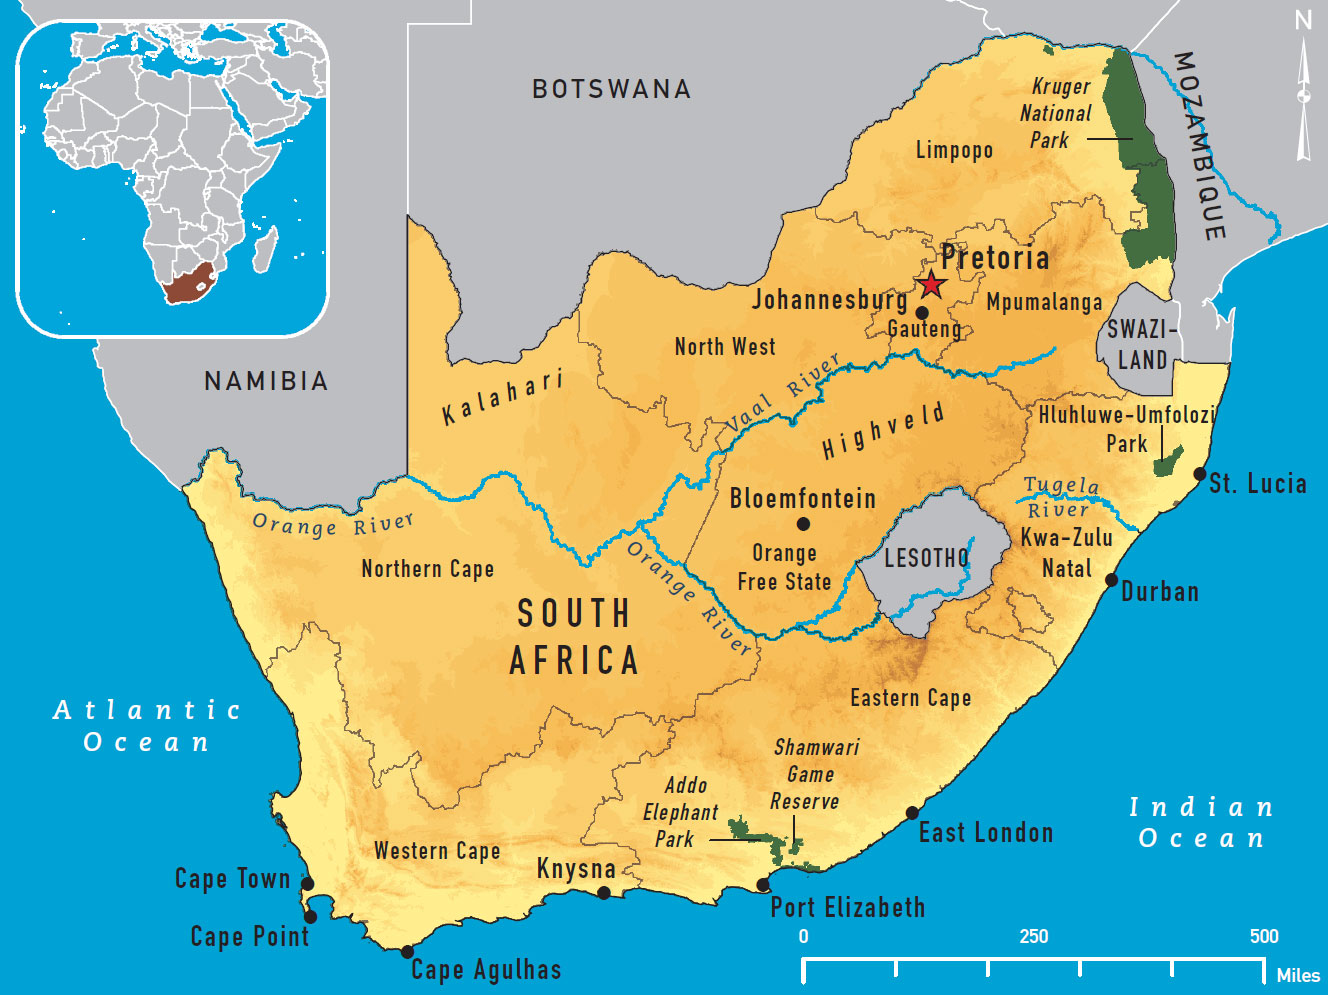 N
BOTSWANA
MOZAMBIQUE
Kruger
National
Park
Limpopo
Pretoria
Johannesburg
Mpumalanga
Gauteng
SWAZI-
LAND
North West
NAMIBIA
Kalahari
Vaal River
Highveld
Hluhluwe-Umfolozi
Park
St. Lucia
Tugela
River
Bloemfontein
Orange River
Kwa-Zulu
Natal
Orange
Free State
LESOTHO
Northern Cape
Orange River
Durban
SOUTH
AFRICA
Eastern Cape
Atlantic
Ocean
Shamwari
Game
Reserve
Addo
Elephant
Park
Indian
Ocean
East London
Western Cape
Knysna
Cape Town
Port Elizabeth
Cape Point
Cape Agulhas
0 250 500
Miles